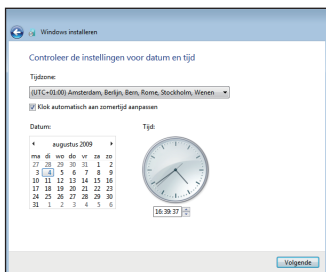 Windows installeren
Controleer de instellingen voor datum en tijd
Tijdzone:
(UTC+01:00) Amsterdam, Berlijn, Bern, Rome, Stockholm, Wenen
Klok automatisch aan zomertijd aanpassen
Datum:
augustus 2009
ma di wo do vr za zo
27 28 29 30 31 1 2
3 4 5 6 7 8 9
10 11 12 13 14 15 16
17 18 19 20 21 22 23
24 25 26 27 28 29 30
31 1 2 3 4 5 6
Tijd:
16:39:37
Volgende